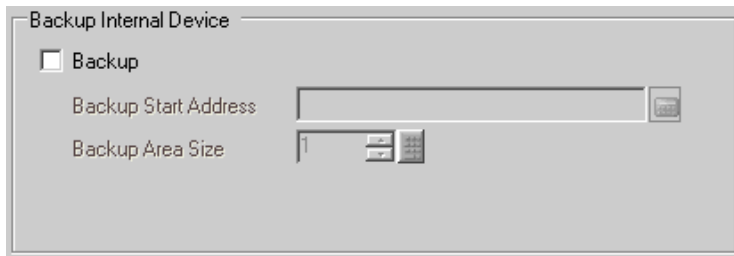 Backup Internal Device
Backup
Backup Start Address
Backup Area Size 1